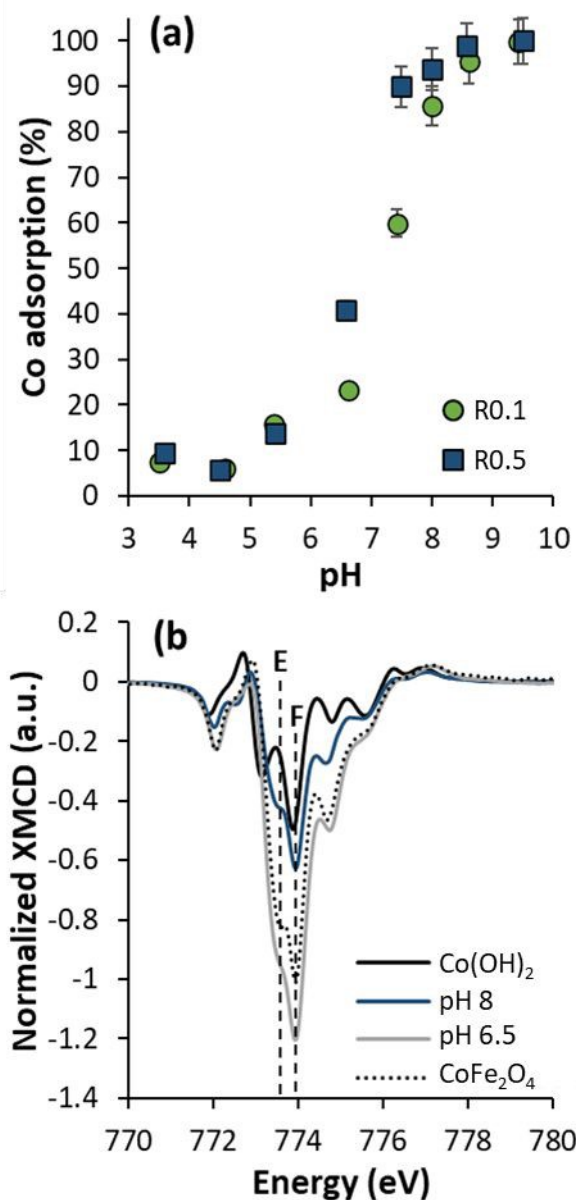 (a)
Co adsorption (%)
100
90
80
70
60
50
40
30
20
10
0
R0.1
R0.5
3 4 5 6 7 8 9 10
pH
(b)
Normalized XMCD (a.u.)
0.2
0
-0.2
-0.4
-0.6
-0.8
-1
-1.2
-1.4
E
F
Co(OH)₂
pH 8
pH 6.5
CoFe₂O₄
770 772 774 776 778 780
Energy (eV)